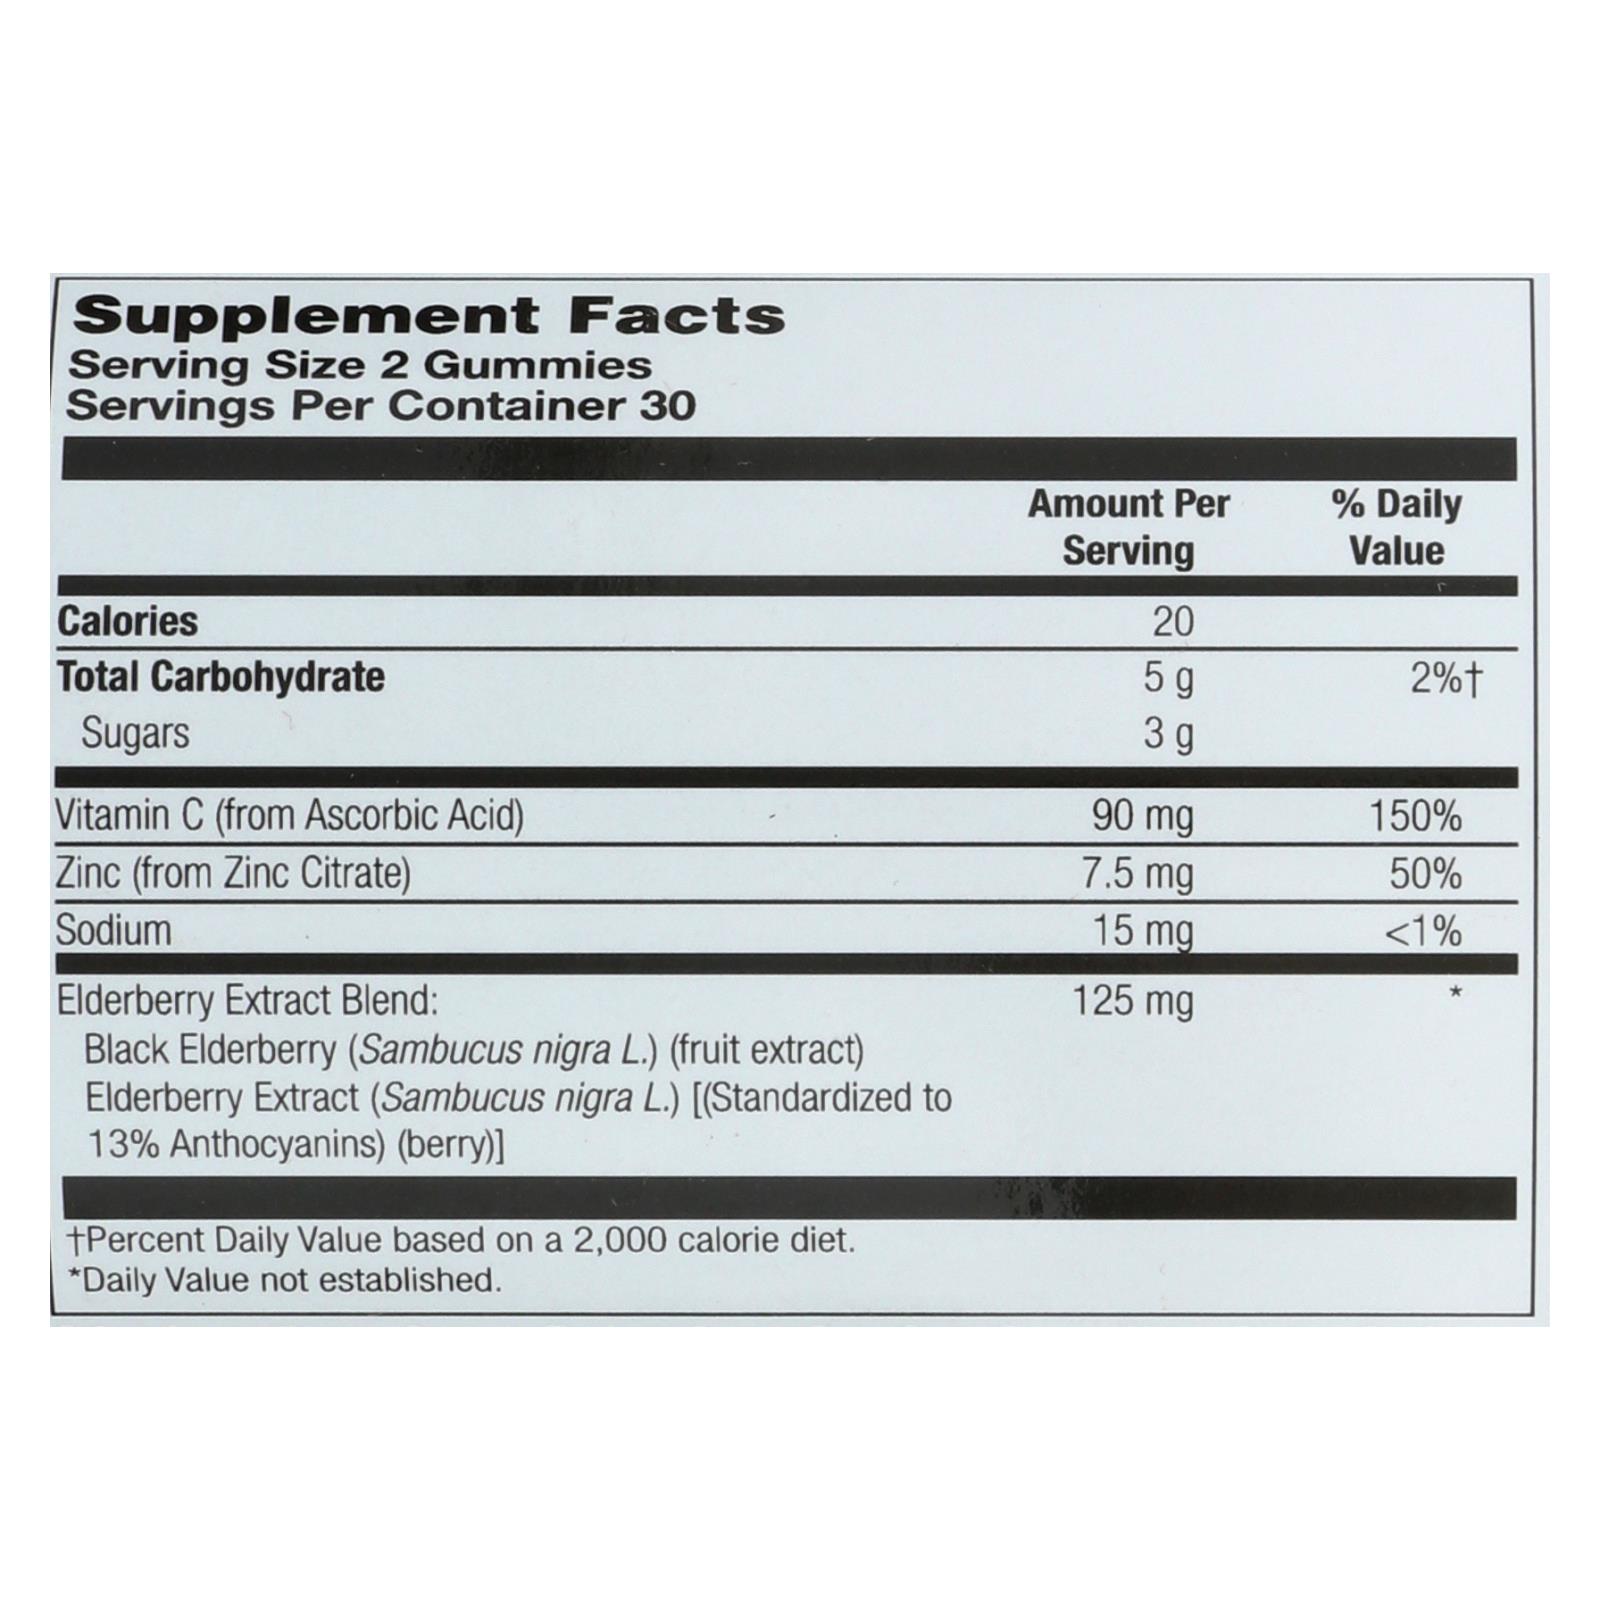 Supplement Facts
Serving Size 2 Gummies
Servings Per Container 30
Amount Per Serving % Daily Value
Calories 20
Total Carbohydrate 5 g 2%†
Sugars 3 g
Vitamin C (from Ascorbic Acid) 90 mg 150%
Zinc (from Zinc Citrate) 7.5 mg 50%
Sodium 15 mg <1%
Elderberry Extract Blend: 125 mg *
Black Elderberry (Sambucus nigra L.) (fruit extract)
Elderberry Extract (Sambucus nigra L.) [(Standardized to
13% Anthocyanins) (berry)]
†Percent Daily Value based on a 2,000 calorie diet.
*Daily Value not established.